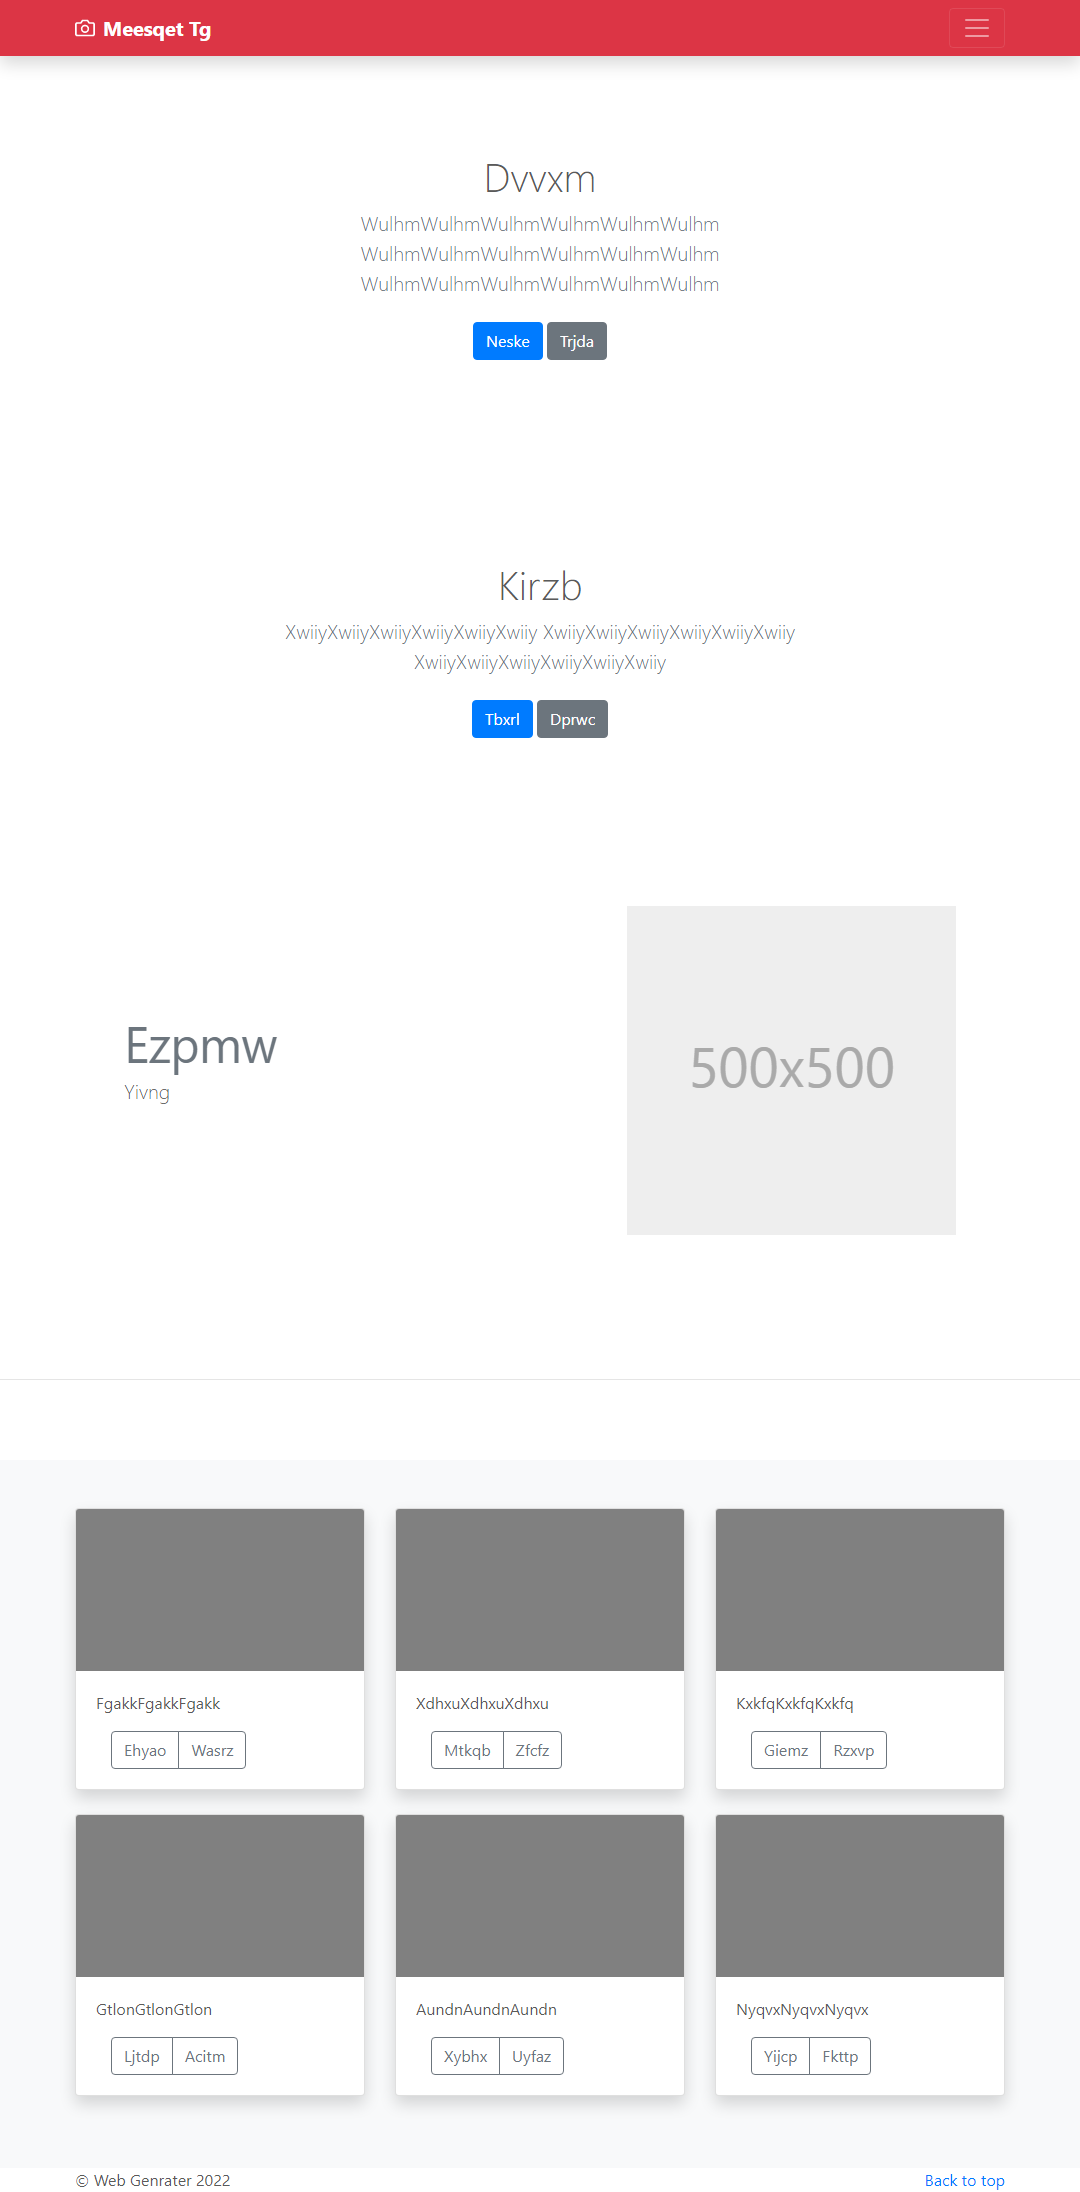 Meesqet Tg
Dvvxm
WulhmWulhmWulhmWulhmWulhmWulhm
WulhmWulhmWulhmWulhmWulhmWulhm
WulhmWulhmWulhmWulhmWulhmWulhm
Neske Trjda
Kirzb
XwiiyXwiiyXwiiyXwiiyXwiiyXwiiy XwiiyXwiiyXwiiyXwiiyXwiiyXwiiy
XwiiyXwiiyXwiiyXwiiyXwiiyXwiiy
Tbxrl Dprwc
Ezpmw
Yivng
500x500
FgakkFgakkFgakk
Ehyao Wasrz
XdhxuXdhxuXdhxu
Mtkqb Zfcfz
KxkfqKxkfqKxkfq
Giemz Rzxvp
GtlonGtlonGtlon
Ljtdp Acitm
AundnAundnAundn
Xybhx Uyfaz
NyqvxNyqvxNyqvx
Yijcp Fkttp
© Web Genrater 2022
Back to top